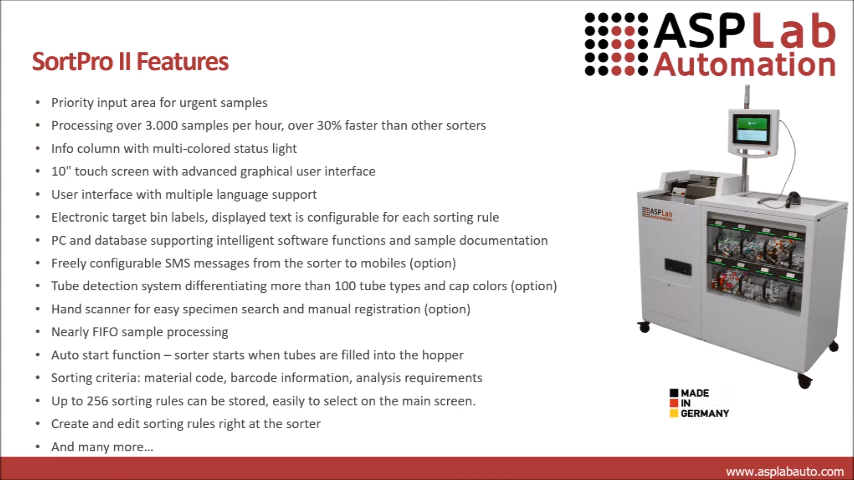 ASPLab
Automation
SortPro II Features
• Priority input area for urgent samples
• Processing over 3.000 samples per hour, over 30% faster than other sorters
• Info column with multi-colored status light
• 10" touch screen with advanced graphical user interface
• User interface with multiple language support
• Electronic target bin labels, displayed text is configurable for each sorting rule
• PC and database supporting intelligent software functions and sample documentation
• Freely configurable SMS messages from the sorter to mobiles (option)
• Tube detection system differentiating more than 100 tube types and cap colors (option)
• Hand scanner for easy specimen search and manual registration (option)
• Nearly FIFO sample processing
• Auto start function – sorter starts when tubes are filled into the hopper
• Sorting criteria: material code, barcode information, analysis requirements
• Up to 256 sorting rules can be stored, easily to select on the main screen.
• Create and edit sorting rules right at the sorter
• And many more…
ASPLab
Automation
MADE
IN
GERMANY
www.asplabauto.com